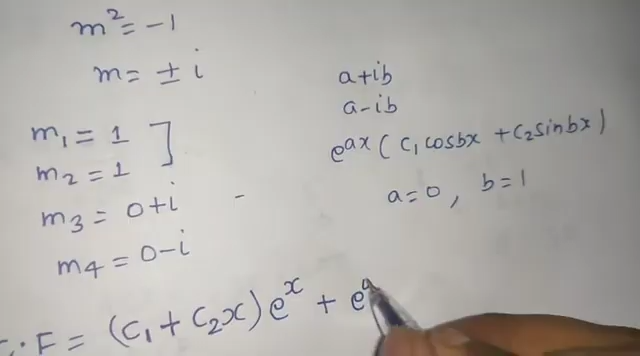 m² = -1
m = ± i
m₁ = 1 ]
m₂ = 1
m₃ = 0+i -
m₄ = 0-i
a+ib
a-ib
e^ax ( c₁ cosbx + c₂ sinbx )
a=0, b=1
C.F = (c₁ + c₂x) e^x + e^a